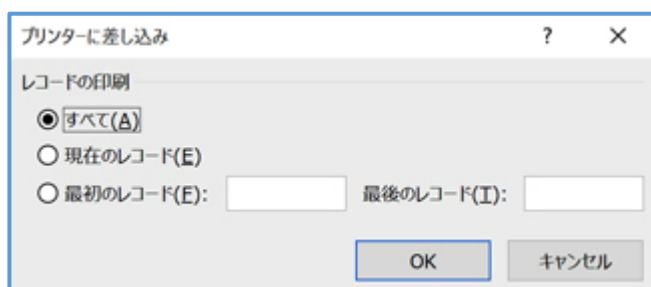 プリンターに差し込み ? ×
レコードの印刷
すべて(A)
現在のレコード(E)
最初のレコード(F): 最後のレコード(T):
OK キャンセル